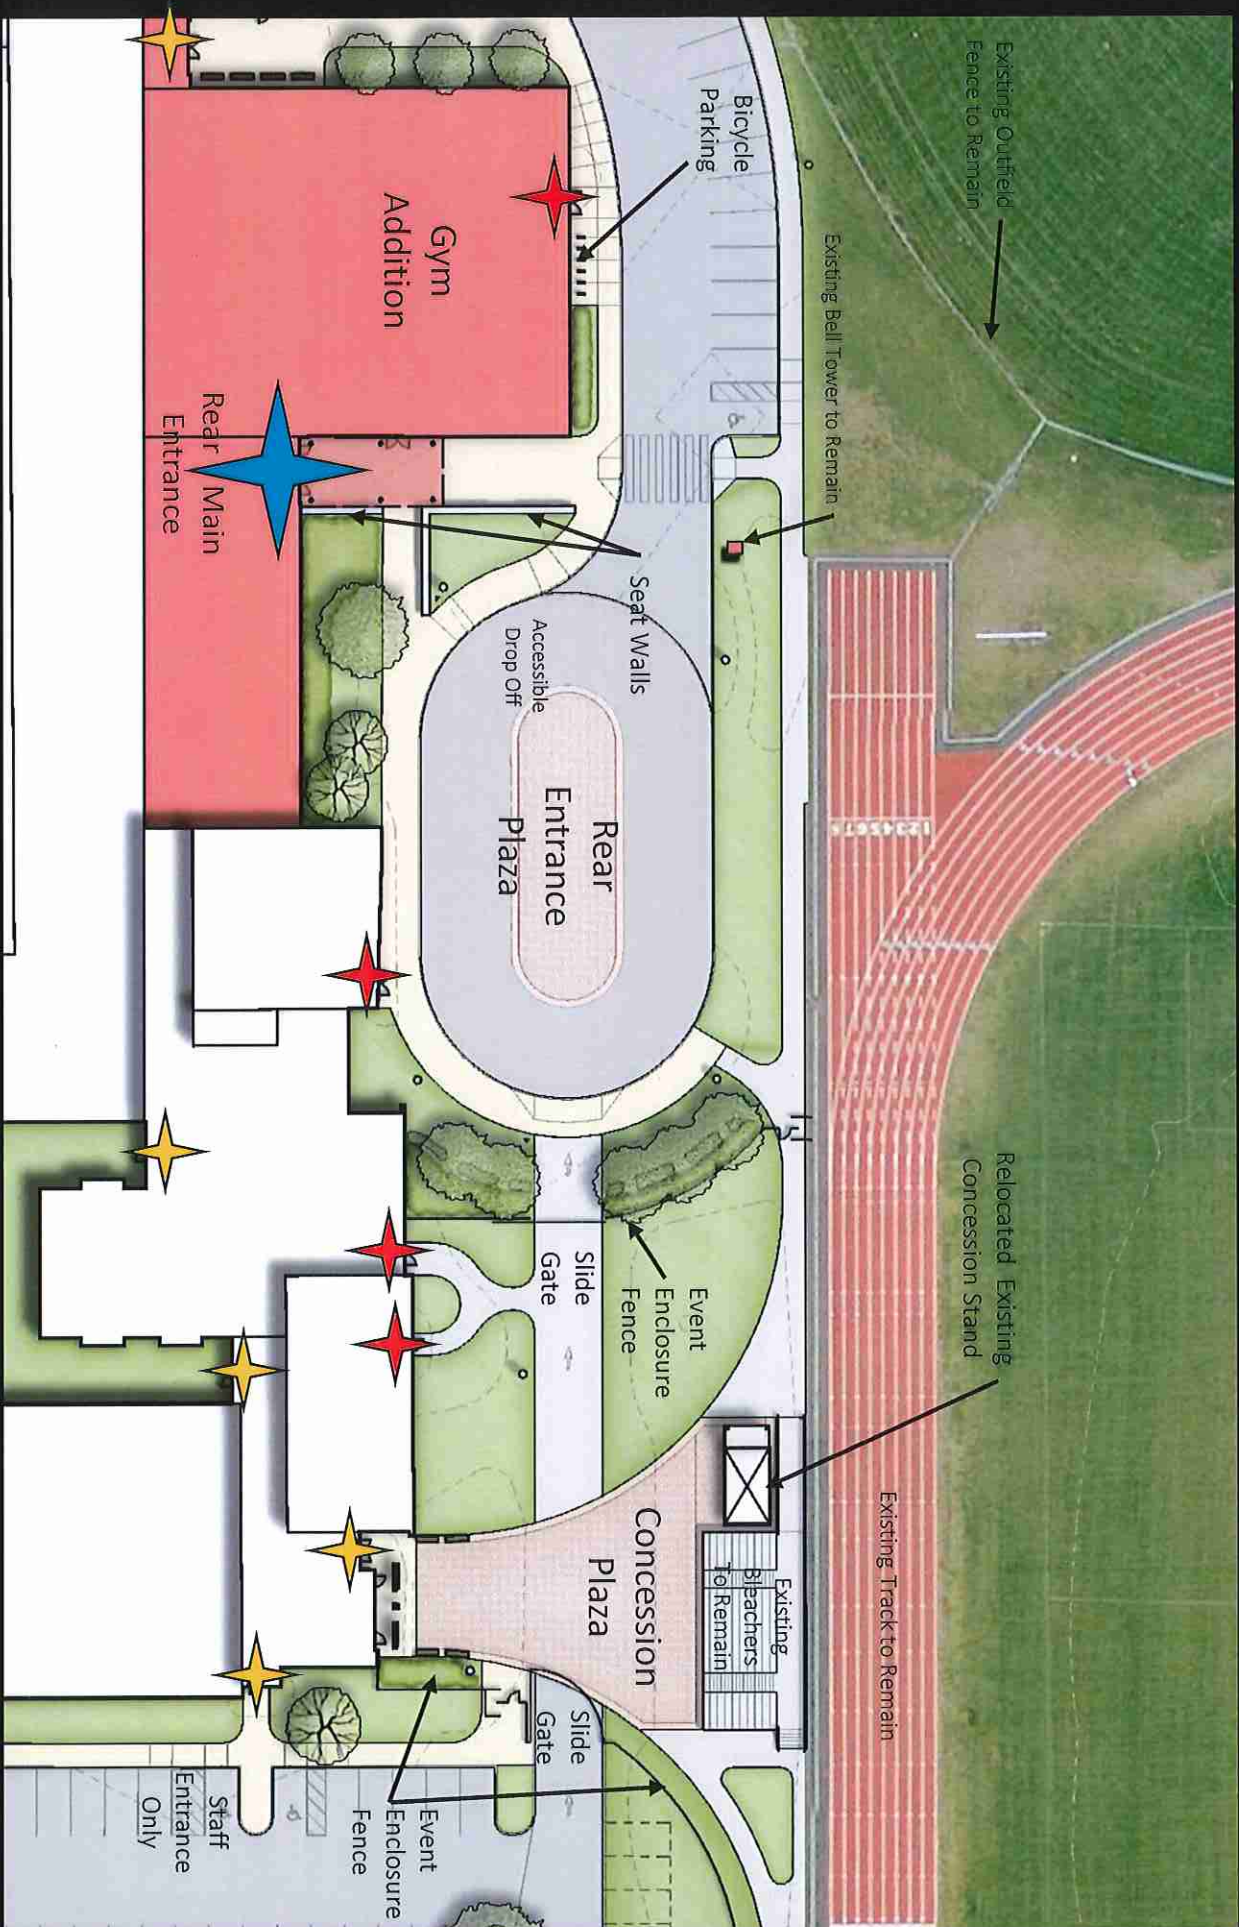 Existing Outfield
Fence to Remain
Bicycle
Parking
Existing Bell Tower to Remain
Gym
Addition
Rear Main
Entrance
Seat Walls
Accessible
Drop Off
Rear
Entrance
Plaza
1234567
Relocated Existing
Concession Stand
Slide
Gate
Event
Enclosure
Fence
Existing Track to Remain
Concession
Plaza
Existing
Bleachers
To Remain
Slide
Gate
Event
Enclosure
Fence
Staff
Entrance
Only